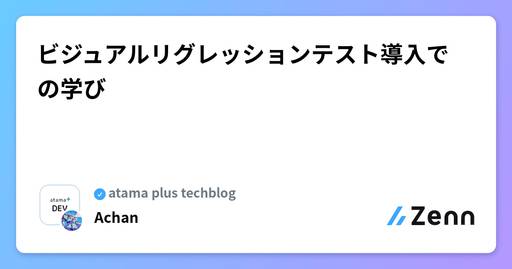 ビジュアルリグレッションテスト導入で
の学び
atama plus techblog
atama+
DEV
Achan
Zenn